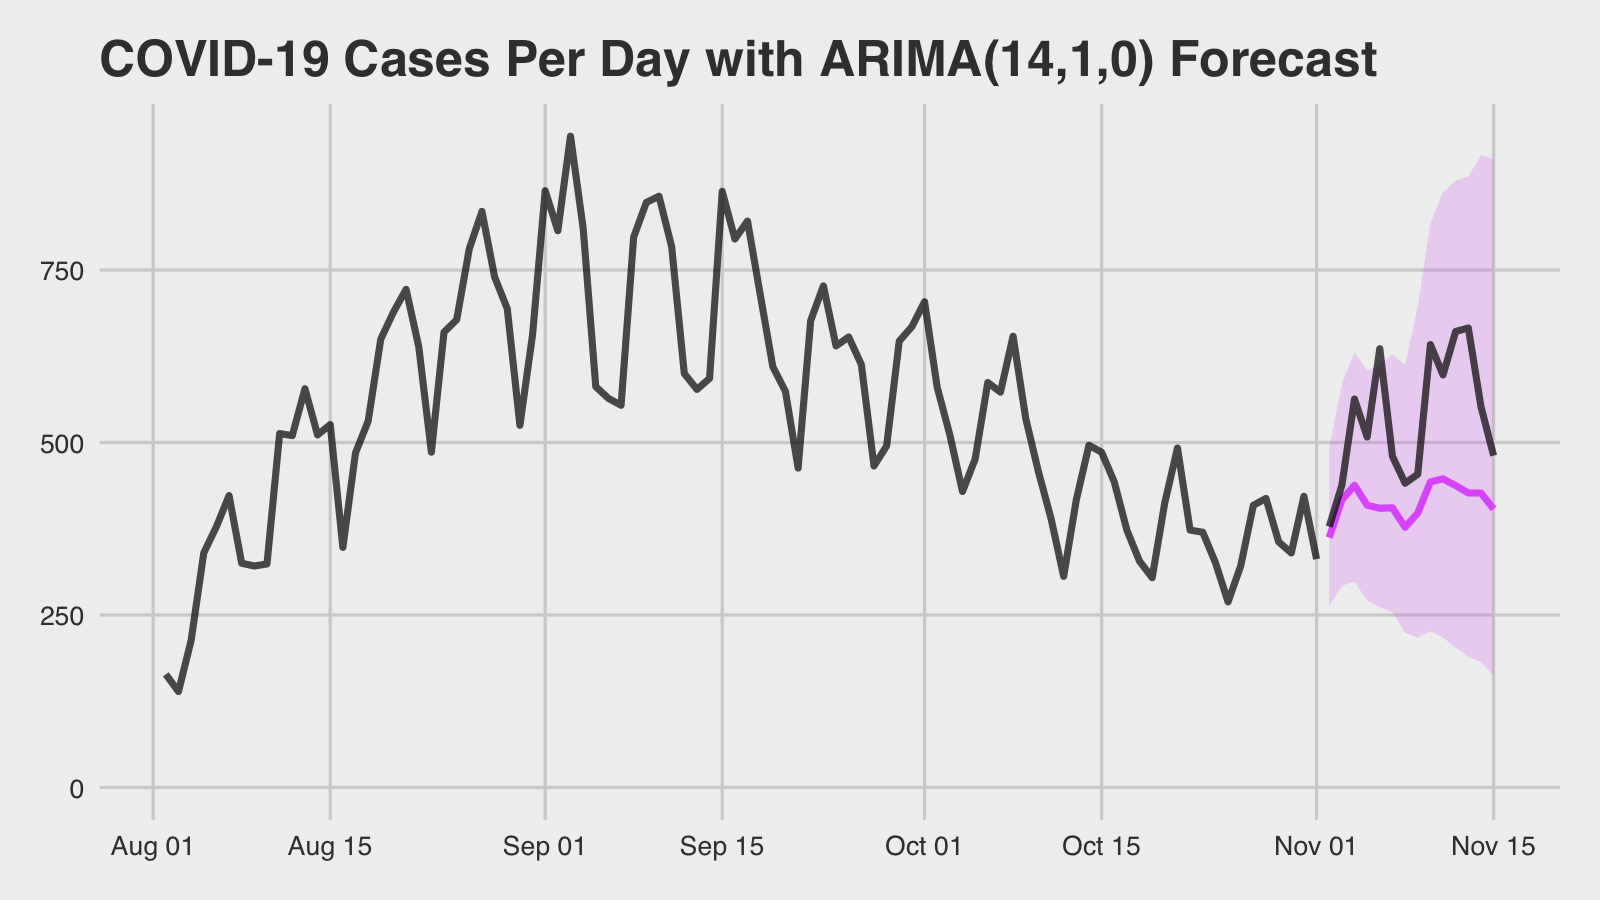 COVID-19 Cases Per Day with ARIMA(14,1,0) Forecast
750
500
250
0
Aug 01 Aug 15 Sep 01 Sep 15 Oct 01 Oct 15 Nov 01 Nov 15